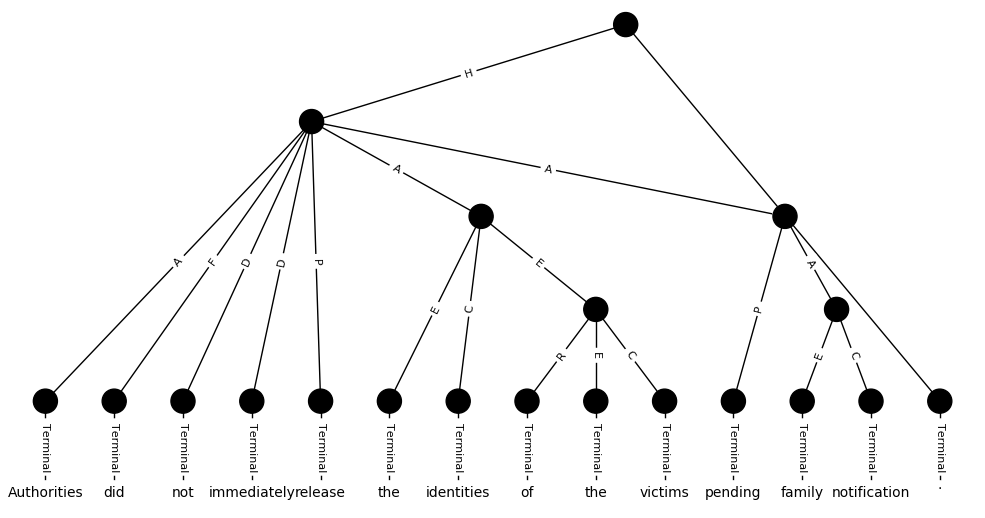 H
A
A
A F D D P
E
E C
P
A
R E C
E C
Terminal Terminal Terminal Terminal Terminal Terminal Terminal Terminal Terminal Terminal Terminal Terminal Terminal Terminal
Authorities did not immediately release the identities of the victims pending family notification .